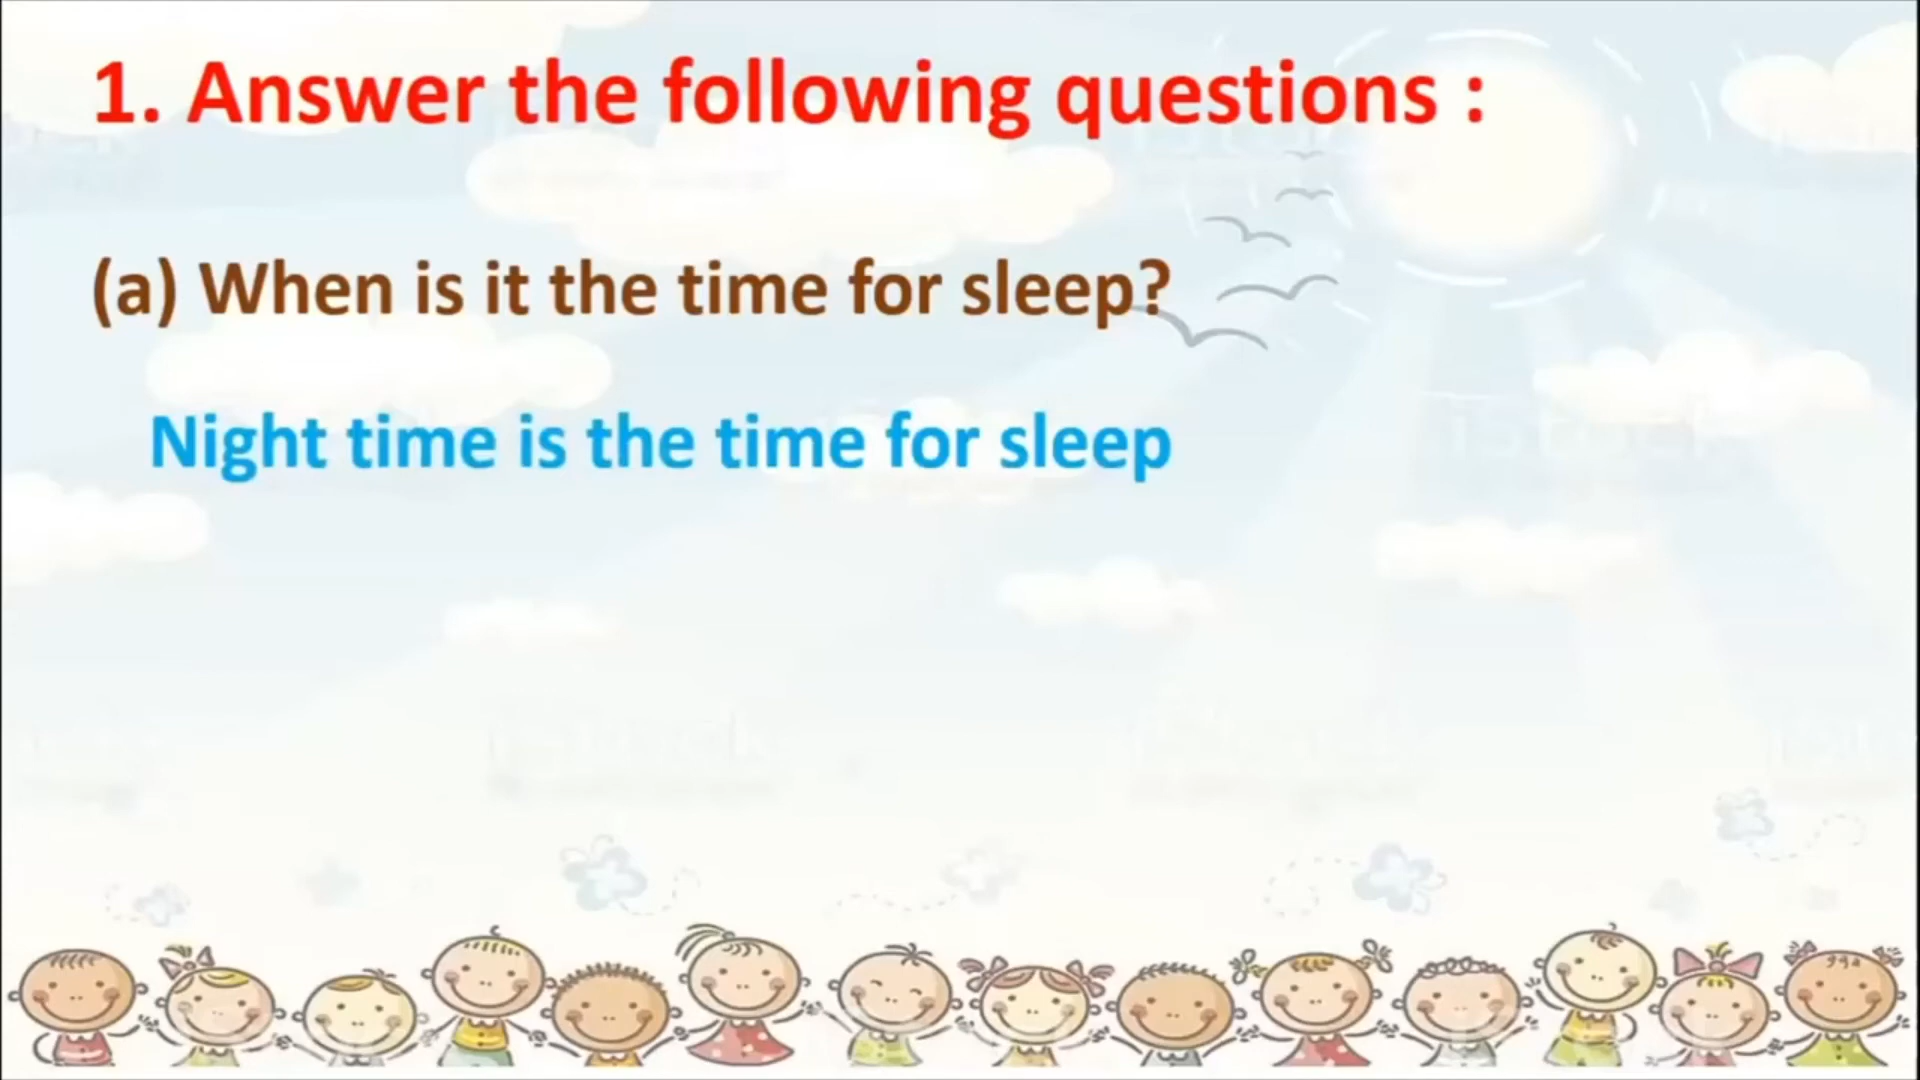 1. Answer the following questions :
(a) When is it the time for sleep?
Night time is the time for sleep